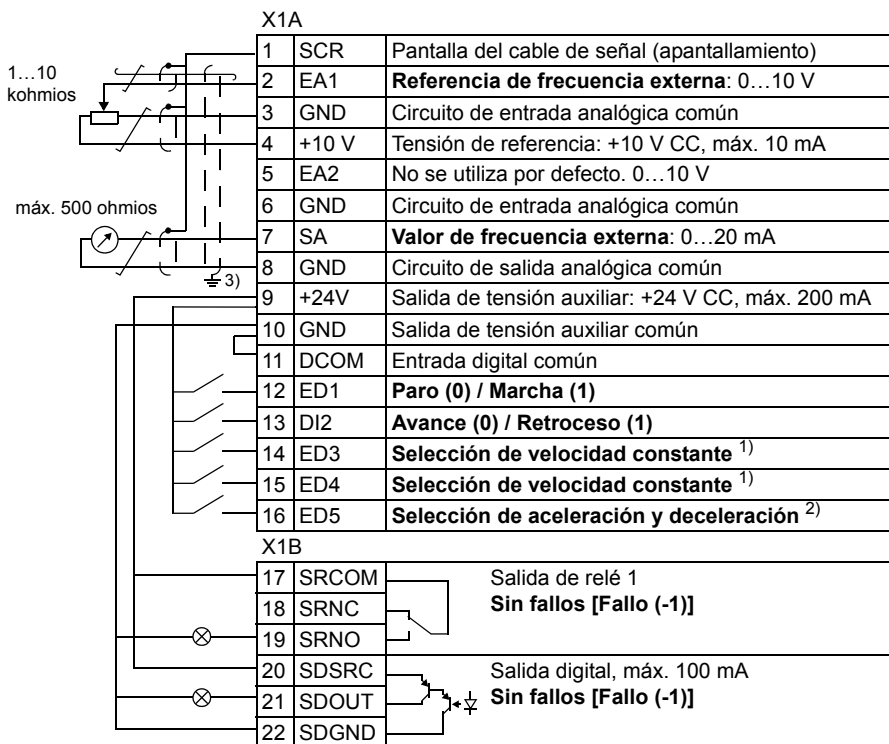 X1A
1 SCR Pantalla del cable de señal (apantallamiento)
1…10
kohmios
2 EA1 Referencia de frecuencia externa: 0…10 V
3 GND Circuito de entrada analógica común
4 +10 V Tensión de referencia: +10 V CC, máx. 10 mA
5 EA2 No se utiliza por defecto. 0…10 V
máx. 500 ohmios
6 GND Circuito de entrada analógica común
7 SA Valor de frecuencia externa: 0…20 mA
8 GND Circuito de salida analógica común
3)
9 +24V Salida de tensión auxiliar: +24 V CC, máx. 200 mA
10 GND Salida de tensión auxiliar común
11 DCOM Entrada digital común
12 ED1 Paro (0) / Marcha (1)
13 DI2 Avance (0) / Retroceso (1)
14 ED3 Selección de velocidad constante 1)
15 ED4 Selección de velocidad constante 1)
16 ED5 Selección de aceleración y deceleración 2)
X1B
17 SRCOM Salida de relé 1
18 SRNC Sin fallos [Fallo (-1)]
19 SRNO
20 SDSRC Salida digital, máx. 100 mA
21 SDOUT Sin fallos [Fallo (-1)]
22 SDGND